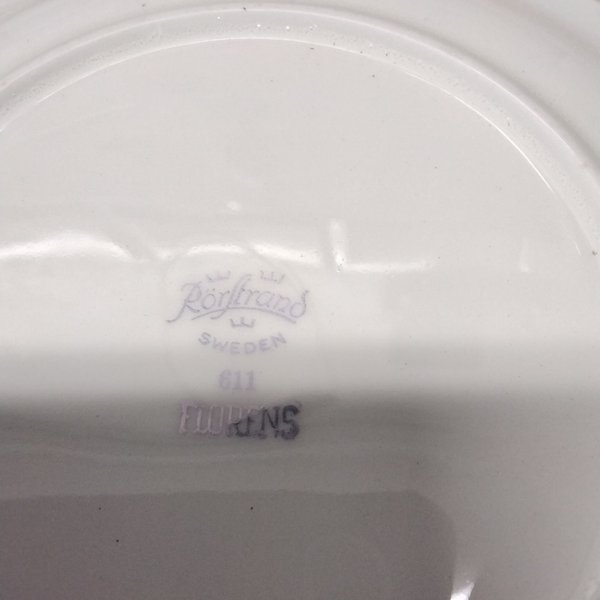 Rörstrand
SWEDEN
611
FLORENS